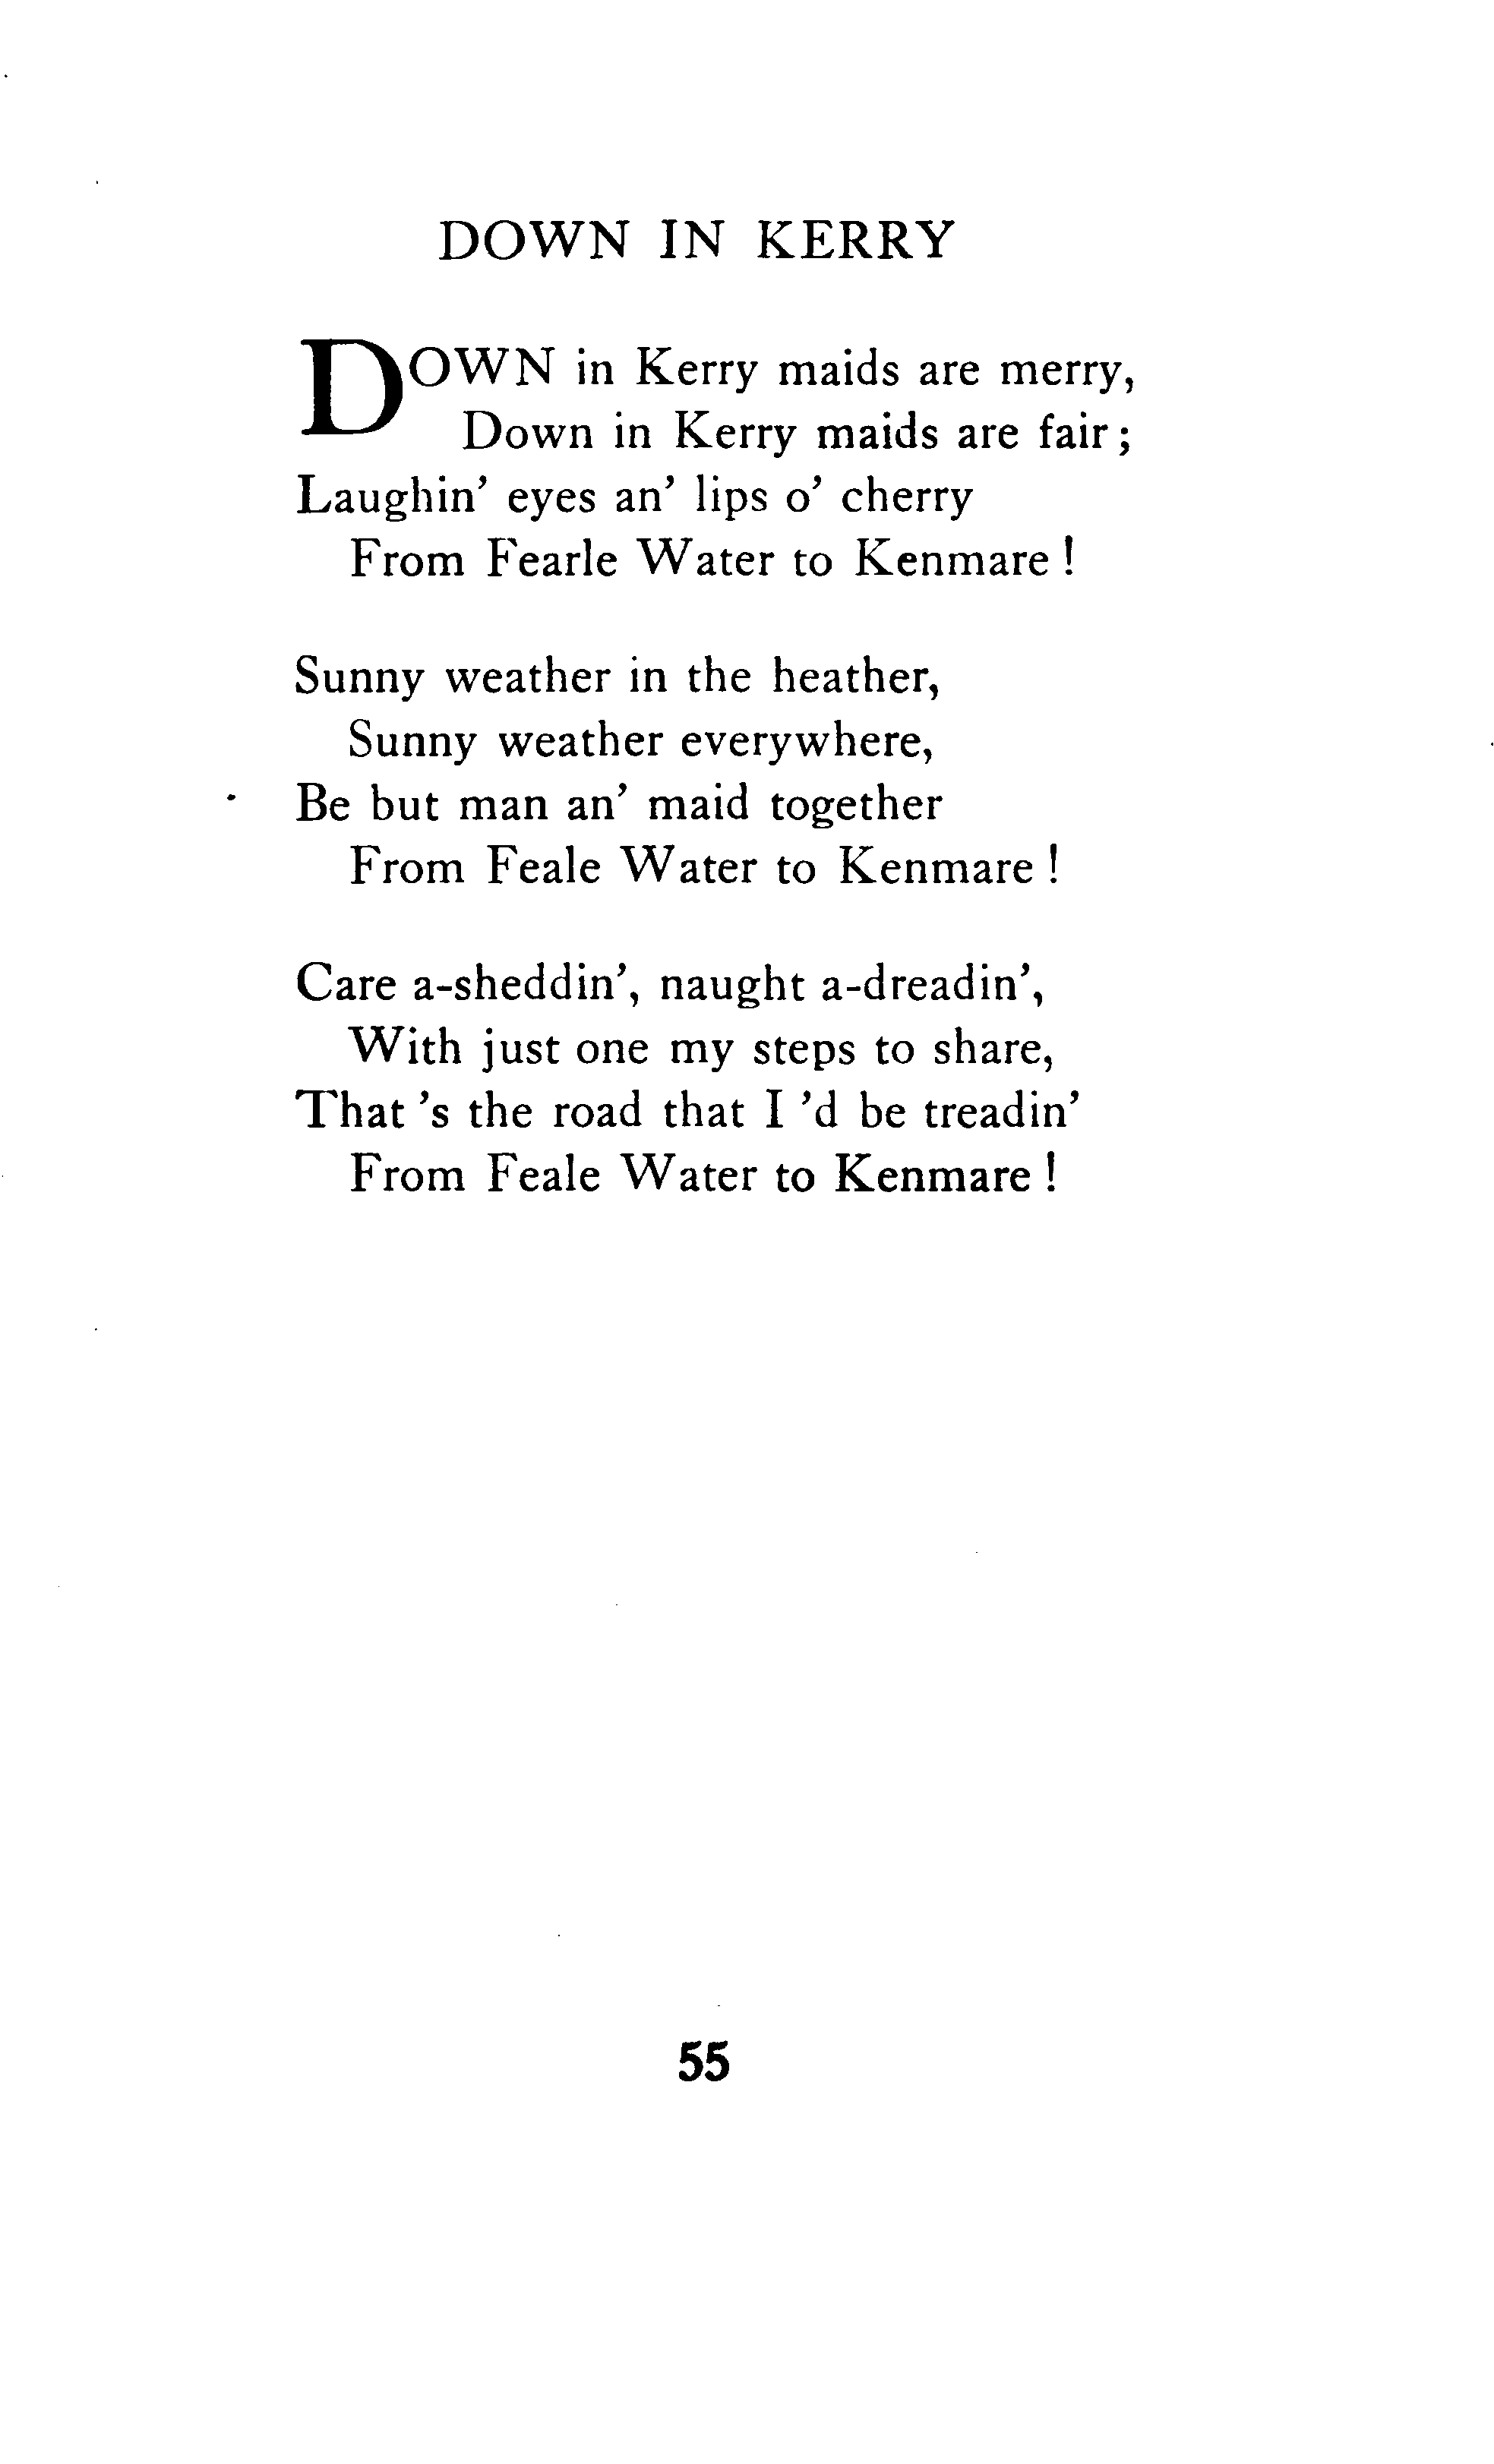 DOWN IN KERRY
DOWN in Kerry maids are merry,
Down in Kerry maids are fair;
Laughin' eyes an' lips o' cherry
From Fearle Water to Kenmare!
Sunny weather in the heather,
Sunny weather everywhere,
Be but man an' maid together
From Feale Water to Kenmare!
Care a-sheddin', naught a-dreadin',
With just one my steps to share,
That 's the road that I 'd be treadin'
From Feale Water to Kenmare!
55